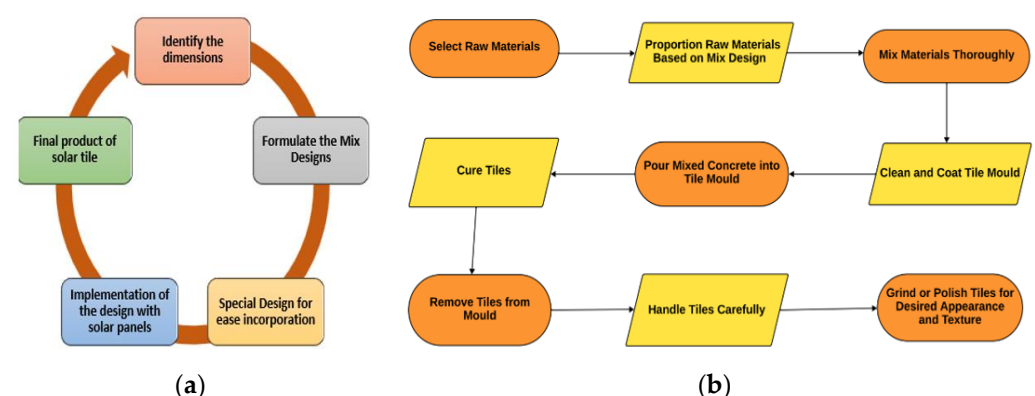 Identify the
dimensions
Formulate the Mix
Designs
Special Design for
ease incorporation
Implementation of
the design with
solar panels
Final product of
solar tile
(a)
Select Raw Materials
Proportion Raw Materials
Based on Mix Design
Mix Materials Thoroughly
Clean and Coat Tile Mould
Pour Mixed Concrete into
Tile Mould
Cure Tiles
Remove Tiles from
Mould
Handle Tiles Carefully
Grind or Polish Tiles for
Desired Appearance
and Texture
(b)